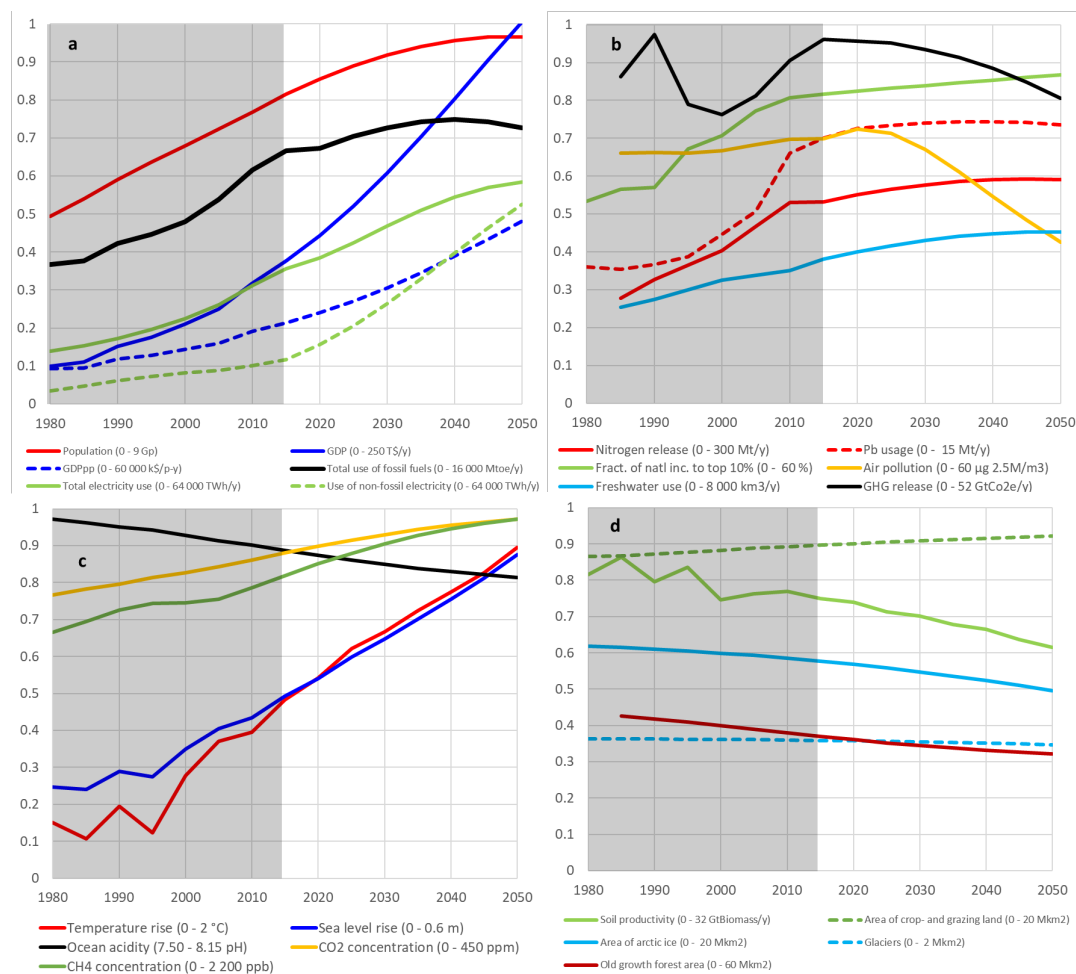 a
1
0.9
0.8
0.7
0.6
0.5
0.4
0.3
0.2
0.1
0
1980 1990 2000 2010 2020 2030 2040 2050
Population (0 - 9 Gp) GDP (0 - 250 T$/y)
GDPpp (0 - 60 000 k$/p-y) Total use of fossil fuels (0 - 16 000 Mtoe/y)
Total electricity use (0 - 64 000 TWh/y) Use of non-fossil electricity (0 - 64 000 TWh/y)
b
1
0.9
0.8
0.7
0.6
0.5
0.4
0.3
0.2
0.1
0
1980 1990 2000 2010 2020 2030 2040 2050
Nitrogen release (0 - 300 Mt/y) Pb usage (0 - 15 Mt/y)
Fract. of natl inc. to top 10% (0 - 60 %) Air pollution (0 - 60 µg 2.5M/m3)
Freshwater use (0 - 8 000 km3/y) GHG release (0 - 52 GtCo2e/y)
c
1
0.9
0.8
0.7
0.6
0.5
0.4
0.3
0.2
0.1
0
1980 1990 2000 2010 2020 2030 2040 2050
Temperature rise (0 - 2 °C) Sea level rise (0 - 0.6 m)
Ocean acidity (7.50 - 8.15 pH) CO2 concentration (0 - 450 ppm)
CH4 concentration (0 - 2 200 ppb)
d
1
0.9
0.8
0.7
0.6
0.5
0.4
0.3
0.2
0.1
0
1980 1990 2000 2010 2020 2030 2040 2050
Soil productivity (0 - 32 GtBiomass/y) Area of crop- and grazing land (0 - 20 Mkm2)
Area of arctic ice (0 - 20 Mkm2) Glaciers (0 - 2 Mkm2)
Old growth forest area (0 - 60 Mkm2)